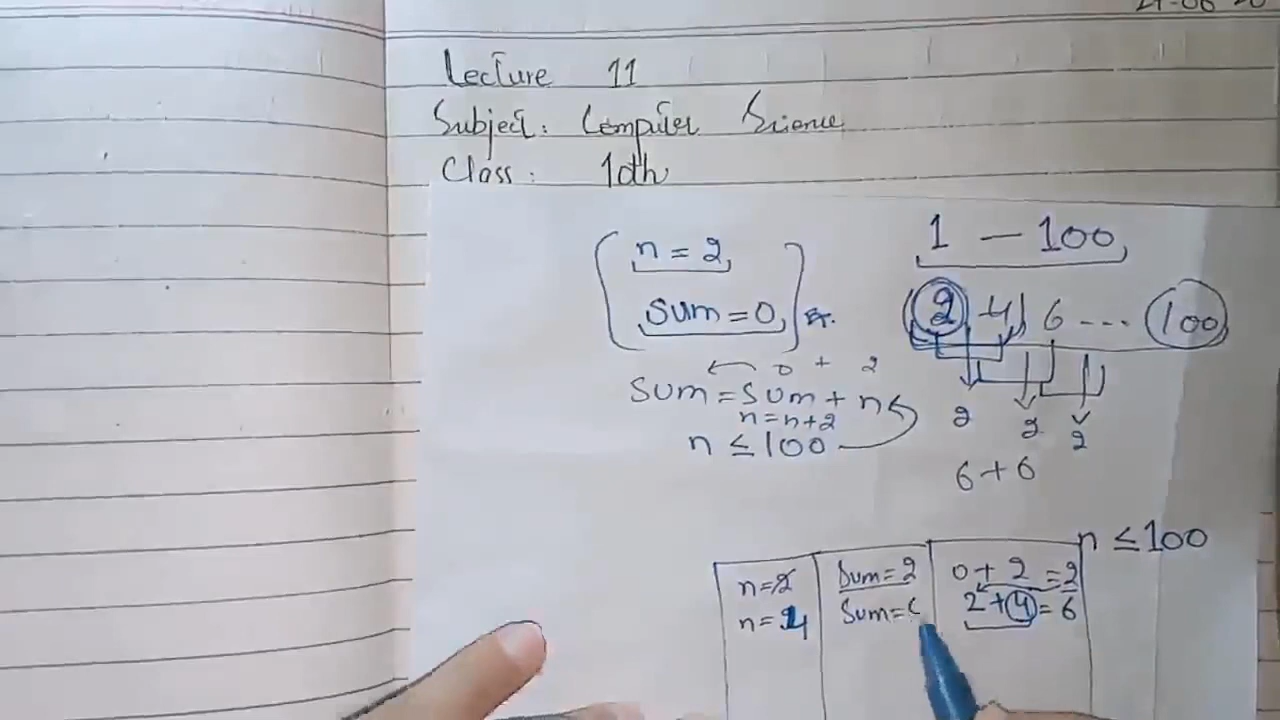 Lecture 11
Subject: Computer Science
Class: 10th
n = 2
Sum = 0
1 — 100
2 4 6 ... 100
0 + 2
Sum = Sum + n
n = n+2
n ≤ 100
2 2 2
6 + 6
n ≤ 100
n=2 Sum = 2 0 + 2 = 2
n = 4 Sum = 2 + 4 = 6